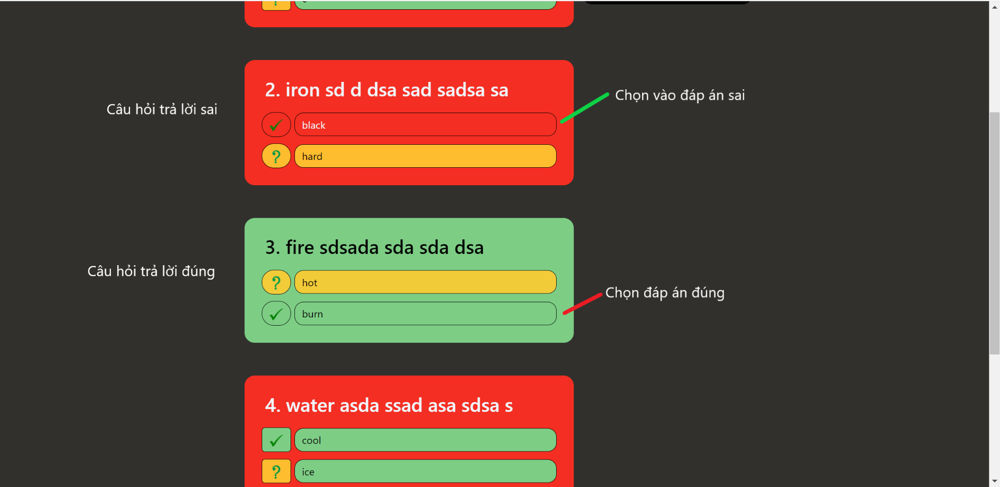 2. iron sd d dsa sad sadsa sa
Chọn vào đáp án sai
Câu hỏi trả lời sai
✓ black
? hard
3. fire sdsada sda sda dsa
Câu hỏi trả lời đúng
? hot
Chọn đáp án đúng
✓ burn
4. water asda ssad asa sdsa s
✓ cool
? ice